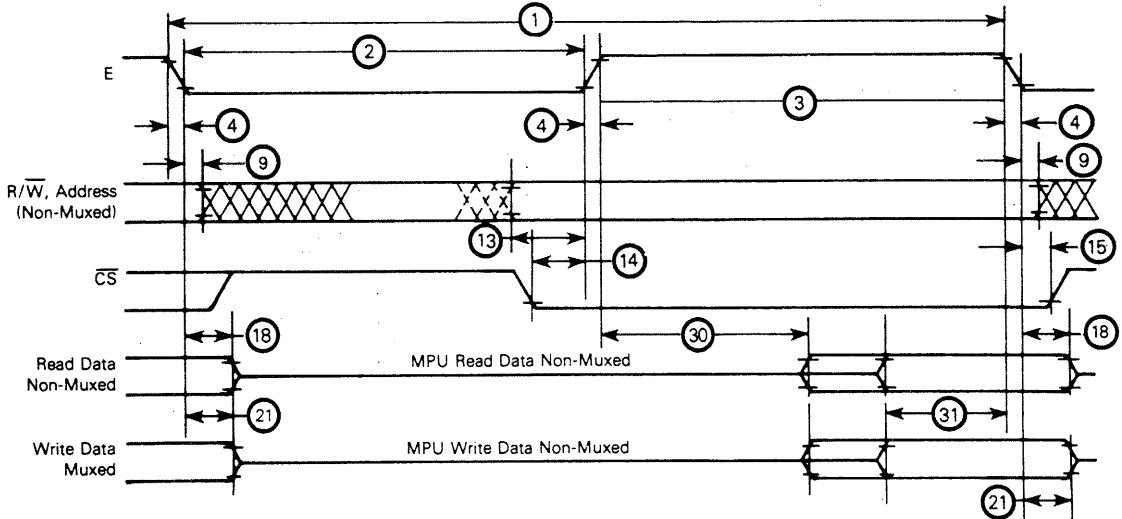 1
2
E
3
4
4
4
9
9
R/W̅, Address
(Non-Muxed)
13
14
15
C̅S̅
18
30
18
Read Data
Non-Muxed
MPU Read Data Non-Muxed
21
31
Write Data
Muxed
MPU Write Data Non-Muxed
21